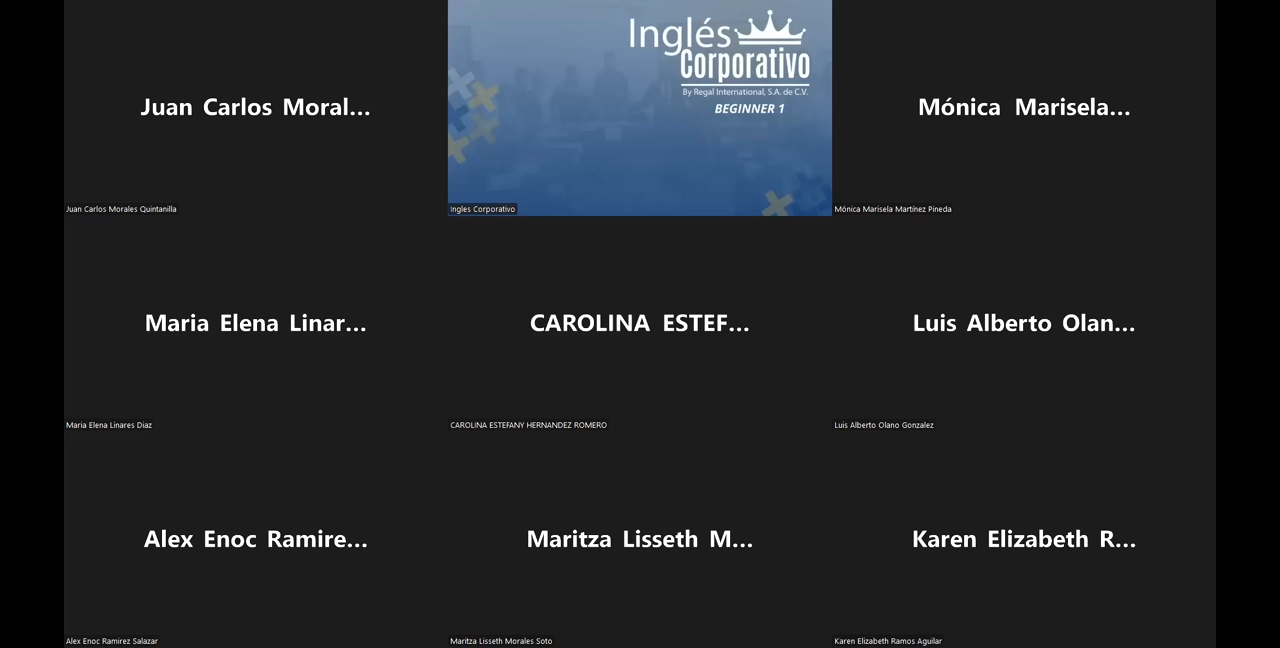 Juan Carlos Moral...
Juan Carlos Morales Quintanilla
Inglés
Corporativo
By Regal International, S.A. de C.V.
BEGINNER 1
Ingles Corporativo
Mónica Marisela...
Mónica Marisela Martínez Pineda
Maria Elena Linar...
Maria Elena Linares Diaz
CAROLINA ESTEF...
CAROLINA ESTEFANY HERNANDEZ ROMERO
Luis Alberto Olan...
Luis Alberto Olano Gonzalez
Alex Enoc Ramire...
Alex Enoc Ramirez Salazar
Maritza Lisseth M...
Maritza Lisseth Morales Soto
Karen Elizabeth R...
Karen Elizabeth Ramos Aguilar